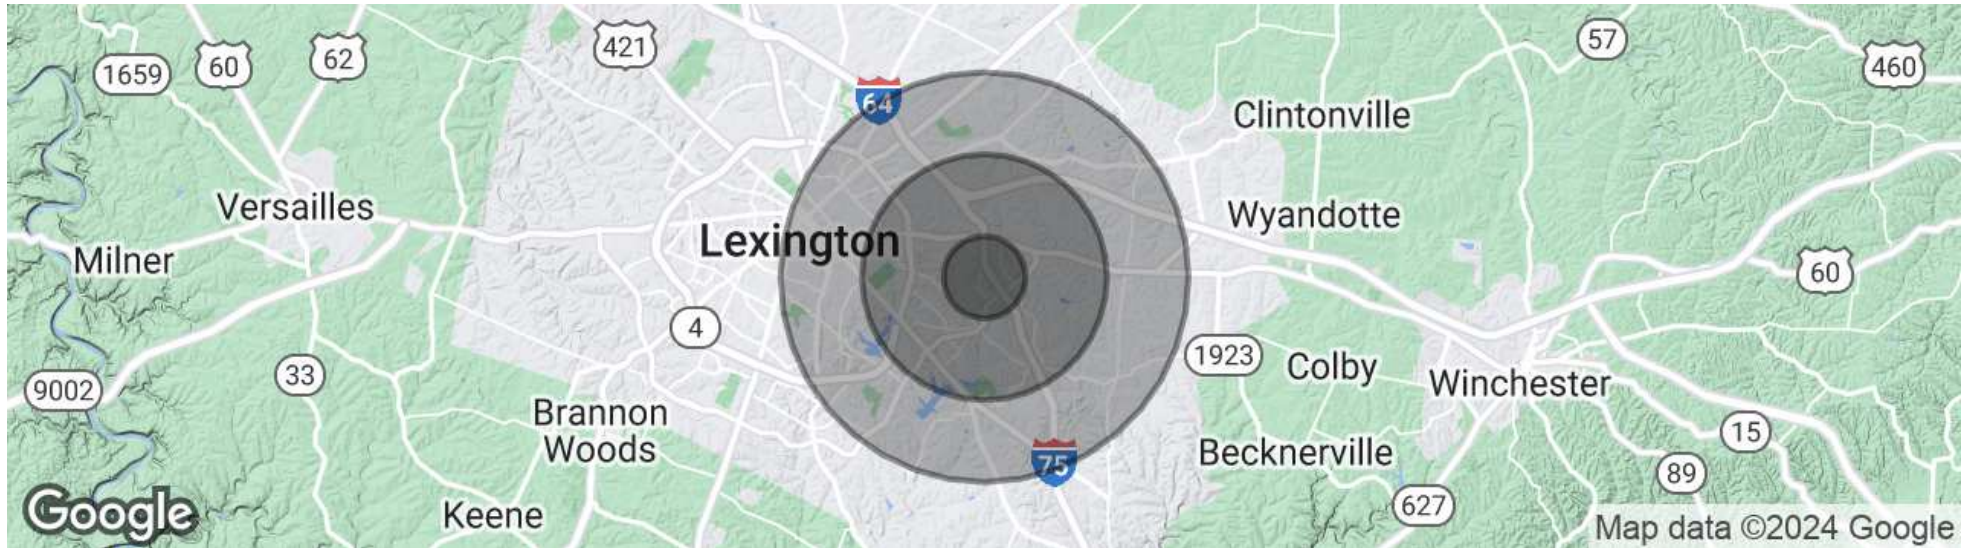 57
421
62
60
460
1659
64
Clintonville
Versailles
Wyandotte
Lexington
Milner
60
4
1923
Colby
33
9002
Winchester
Brannon
Woods
15
Becknerville
75
89
627
Keene
Google
Map data ©2024 Google